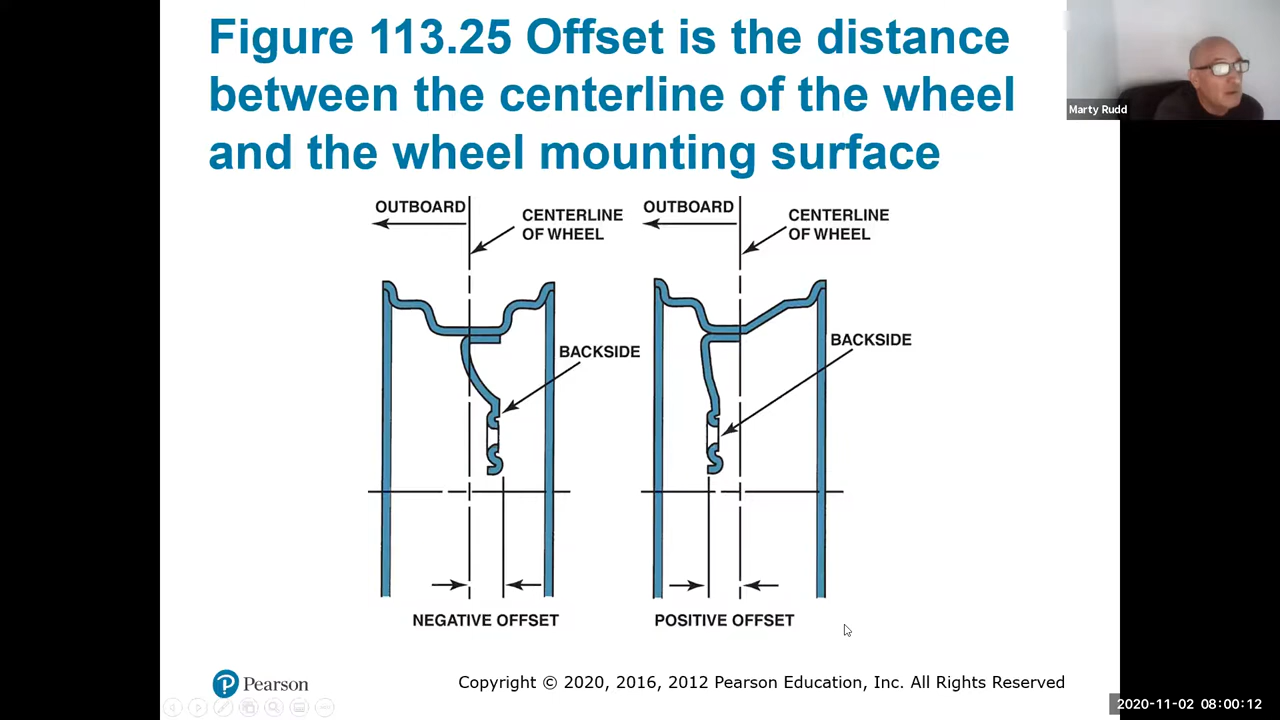 Figure 113.25 Offset is the distance
between the centerline of the wheel
and the wheel mounting surface
Marty Rudd
OUTBOARD
CENTERLINE
OF WHEEL
OUTBOARD
CENTERLINE
OF WHEEL
BACKSIDE
BACKSIDE
NEGATIVE OFFSET
POSITIVE OFFSET
Pearson
Copyright © 2020, 2016, 2012 Pearson Education, Inc. All Rights Reserved
2020-11-02 08:00:12